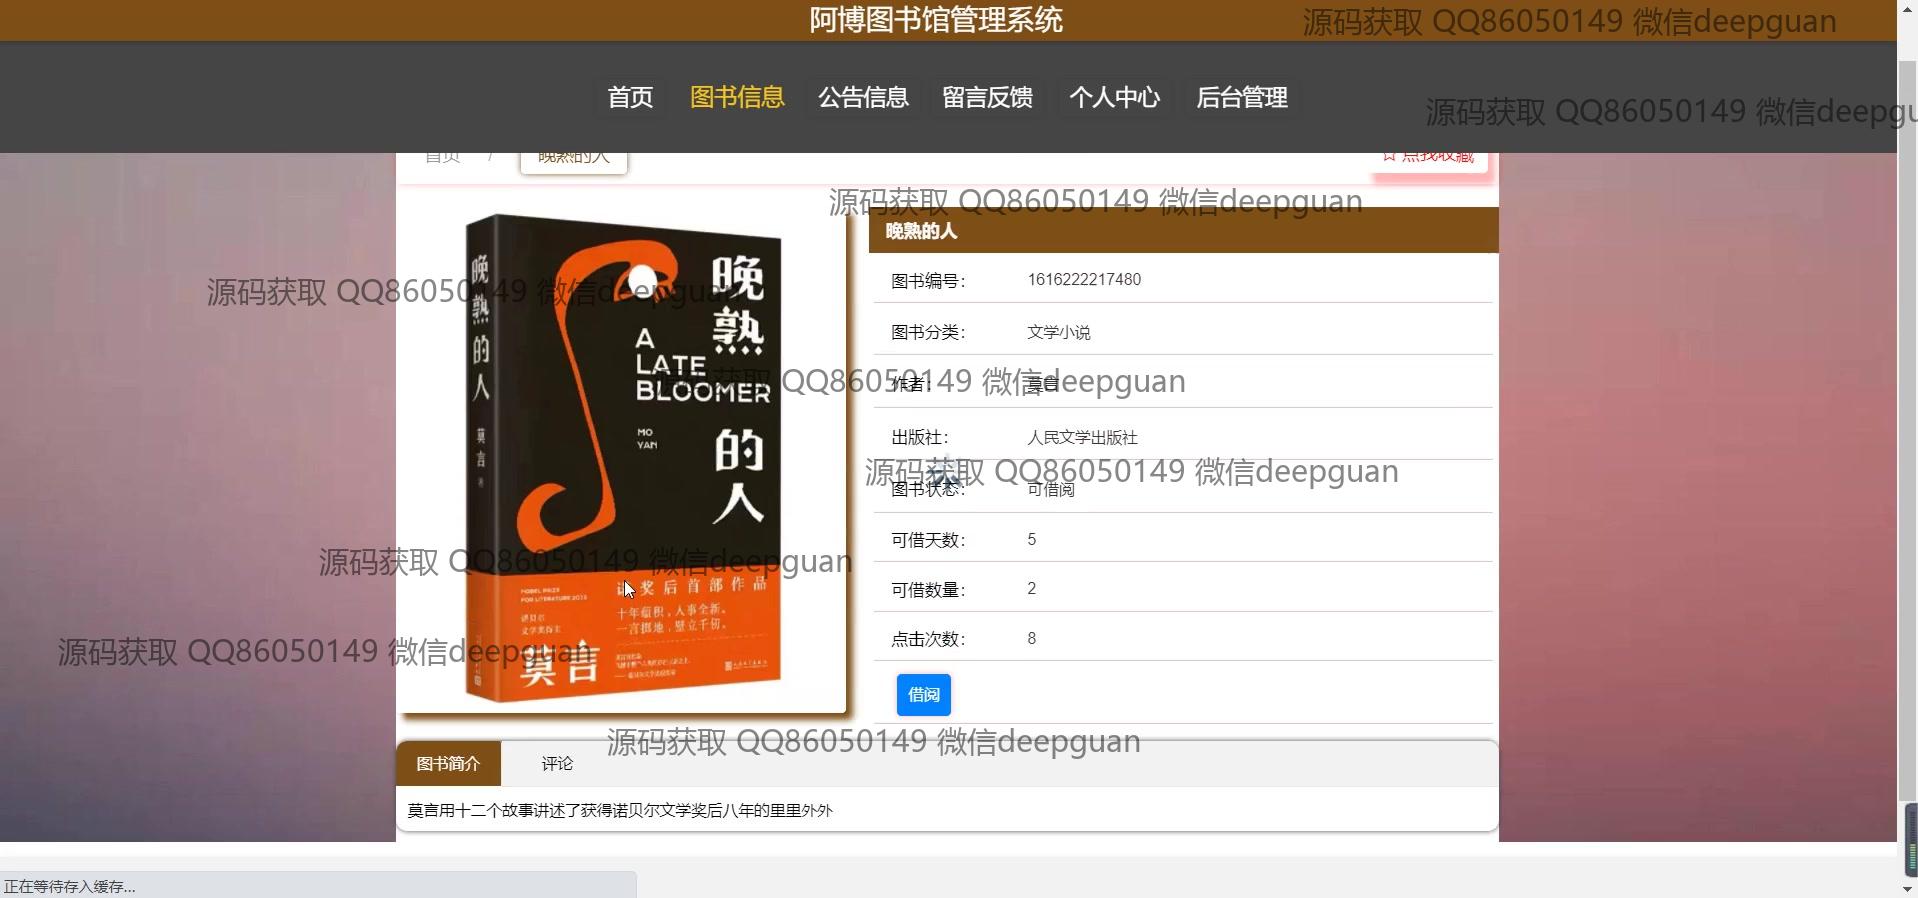 阿博图书馆管理系统
源码获取 QQ86050149 微信deepguan
首页 图书信息 公告信息 留言反馈 个人中心 后台管理
源码获取 QQ86050149 微信deepgu
首页 / 晚熟的人 ☆ 点我收藏
源码获取 QQ86050149 微信deepguan
晚熟的人
图书编号： 1616222217480
源码获取 QQ86050149 微信deepguan
图书分类： 文学小说
源码获取 QQ86050149 微信deepguan
作者： 莫言
出版社： 人民文学出版社
源码获取 QQ86050149 微信deepguan
图书状态： 可借阅
可借天数： 5
源码获取 QQ86050149 微信deepguan
可借数量： 2
点击次数： 8
源码获取 QQ86050149 微信deepguan
借阅
晚熟的人
莫言
著
晚熟的人
A
LATE
BLOOMER
MO
YAN
NOBEL PRIZE
FOR LITERATURE 2012
诺贝尔
文学奖得主
莫言
诺奖后首部作品
十年蕴积，人事全新。
一言掷地，壁立千仞。
源码获取 QQ86050149 微信deepguan
图书简介 评论
莫言用十二个故事讲述了获得诺贝尔文学奖后八年的里里外外
正在等待存入缓存...